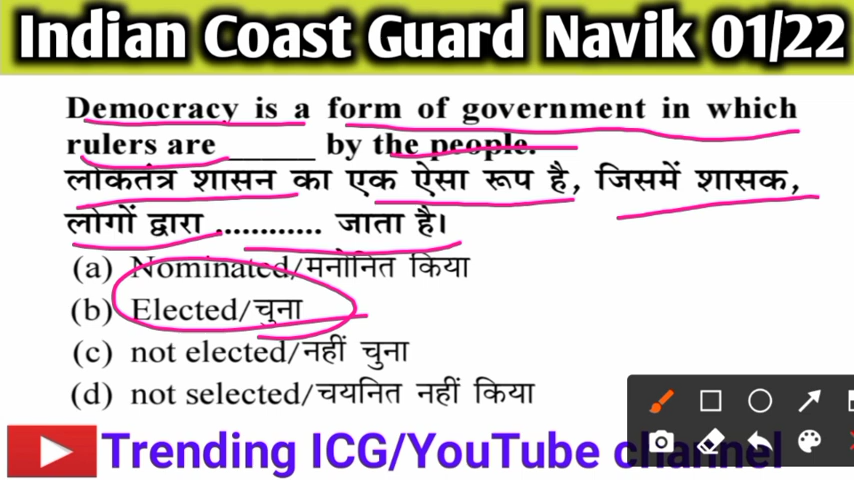 Indian Coast Guard Navik 01/22
Democracy is a form of government in which
rulers are _____ by the people.
लोकतंत्र शासन का एक ऐसा रूप है, जिसमें शासक,
लोगों द्वारा ............ जाता है।
(a) Nominated/मनोनित किया
(b) Elected/चुना
(c) not elected/नहीं चुना
(d) not selected/चयनित नहीं किया
Trending ICG/YouTube channel